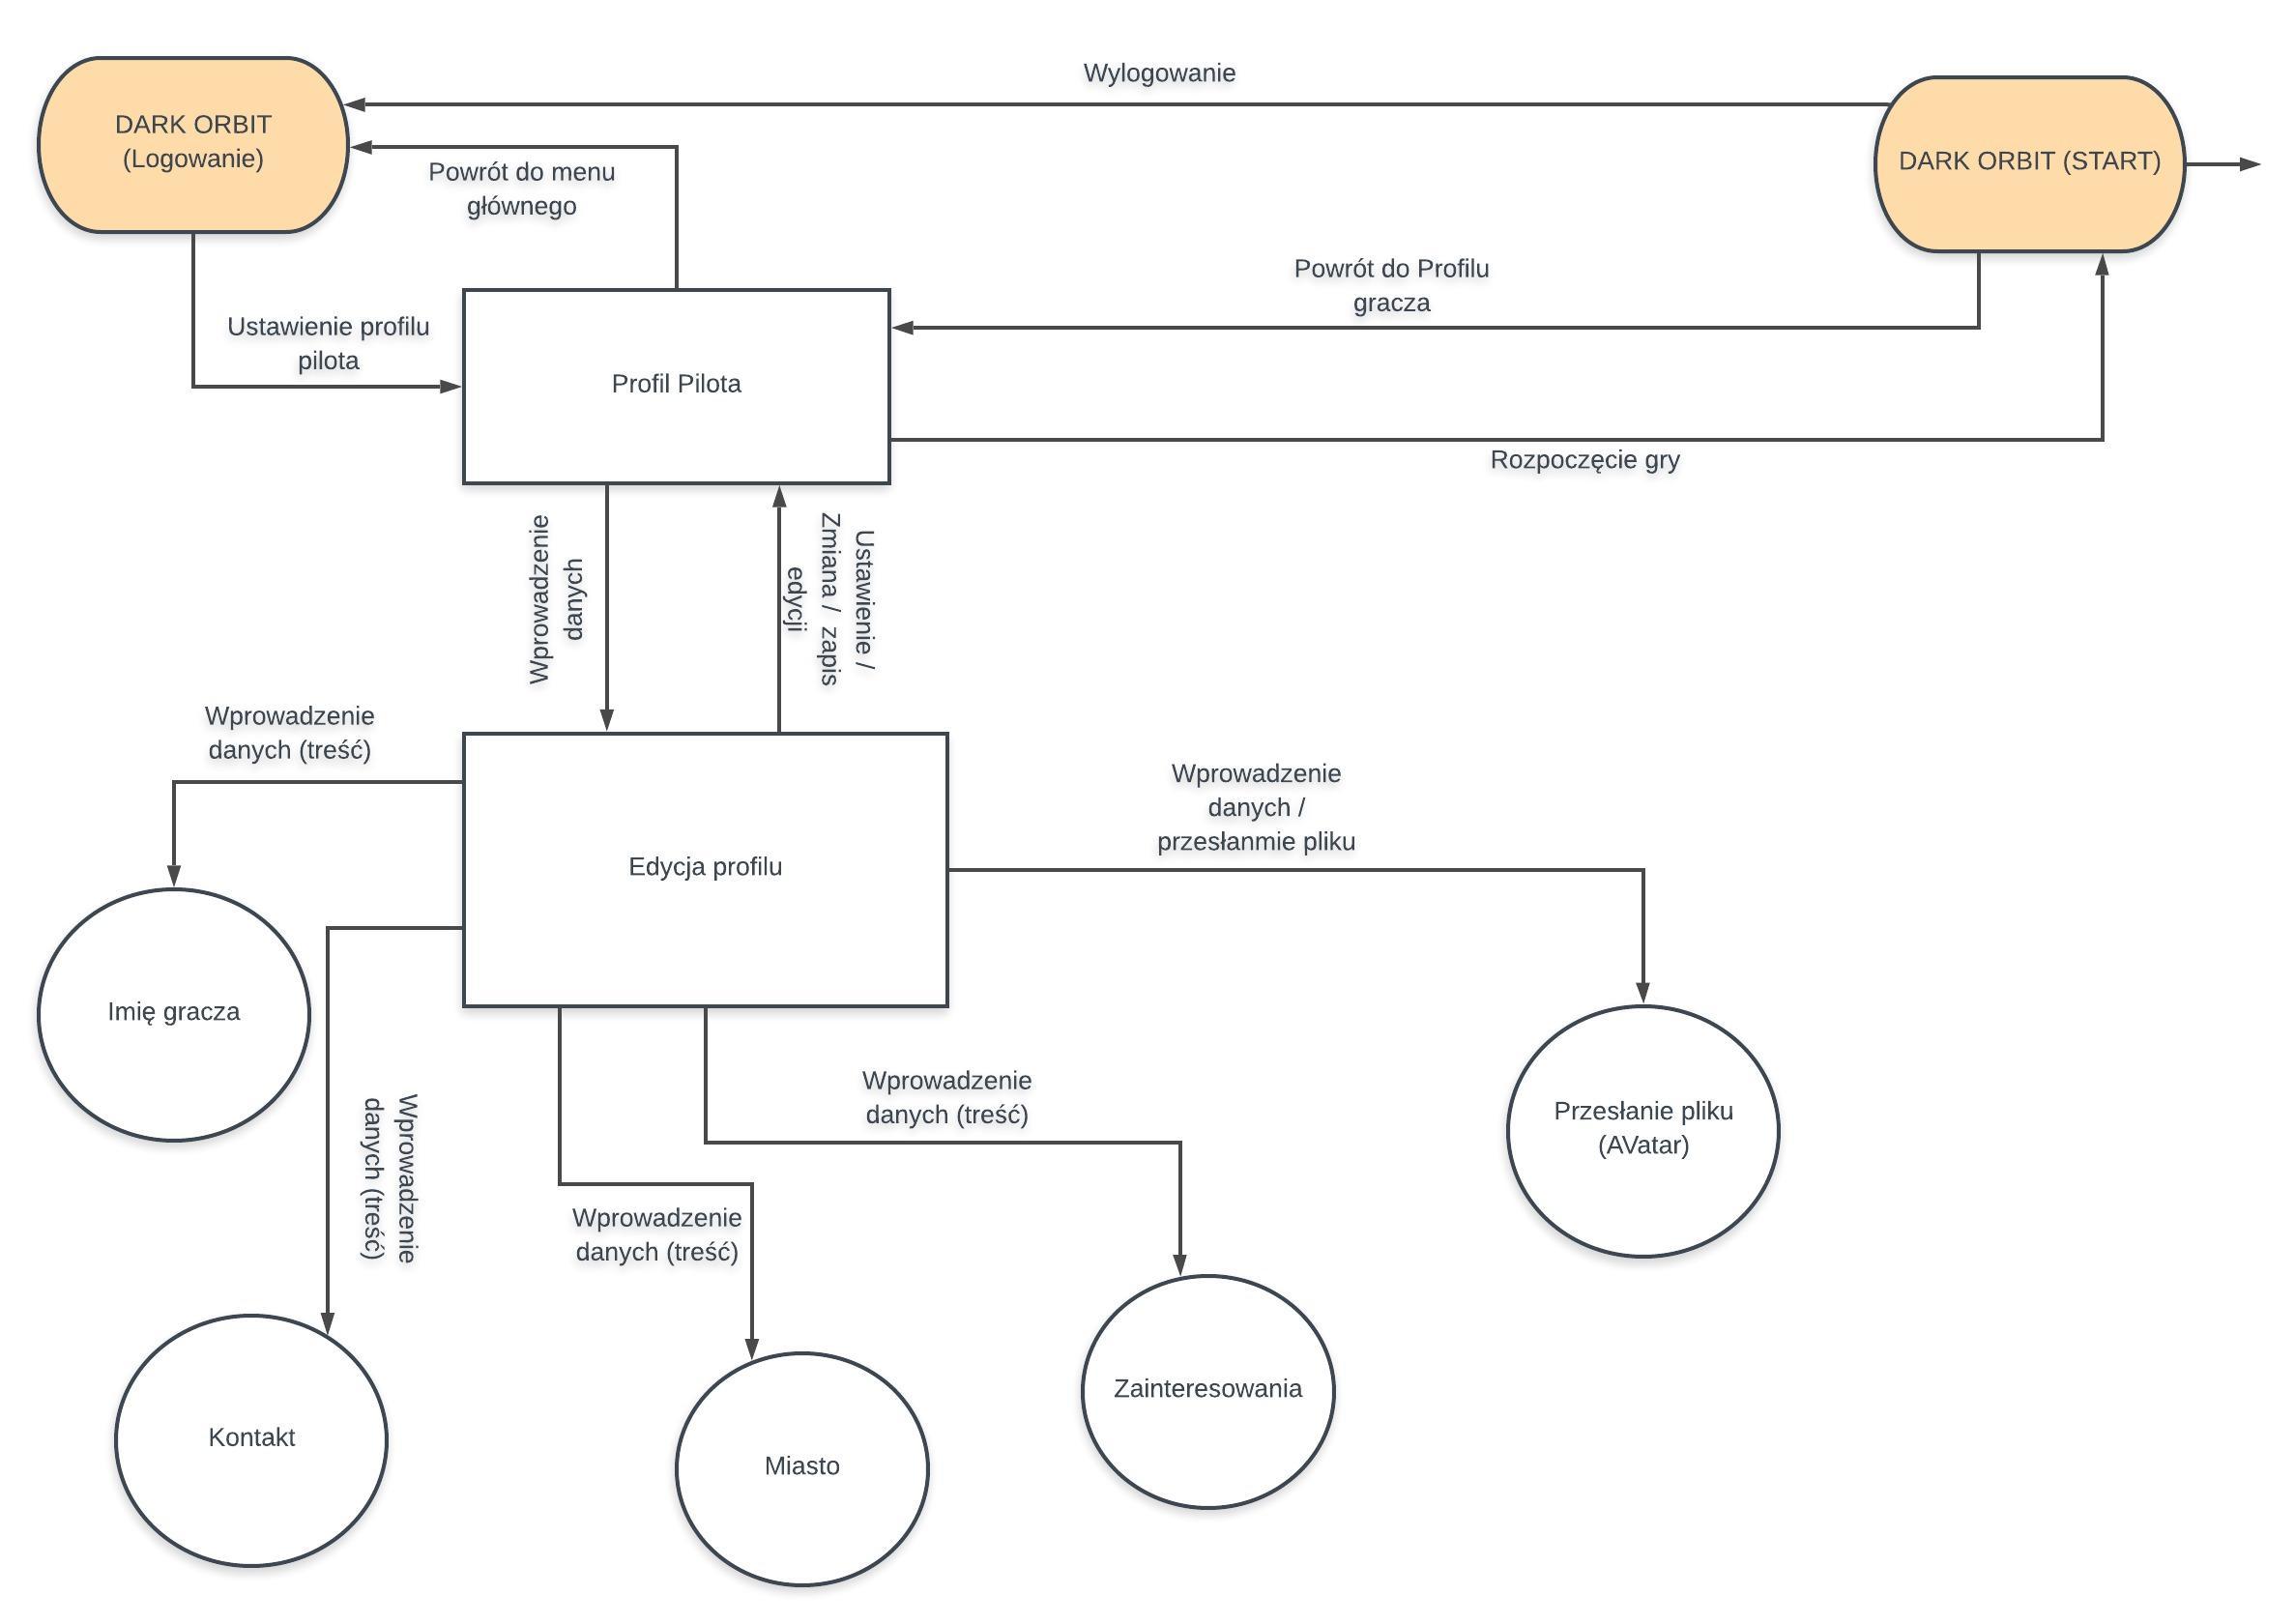 Wylogowanie
DARK ORBIT
(Logowanie)
DARK ORBIT (START)
Powrót do menu
głównego
Powrót do Profilu
gracza
Ustawienie profilu
pilota
Profil Pilota
Rozpoczęcie gry
Wprowadzenie
danych
Ustawienie /
Zmiana /  zapis
edycji
Wprowadzenie
danych (treść)
Wprowadzenie
danych /
przesłanmie pliku
Edycja profilu
Imię gracza
Wprowadzenie
danych (treść)
Wprowadzenie
danych (treść)
Przesłanie pliku
(AVatar)
Wprowadzenie
danych (treść)
Zainteresowania
Kontakt
Miasto